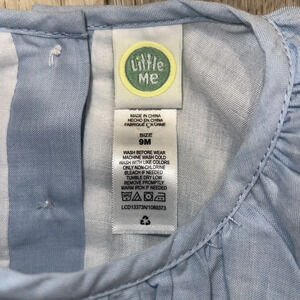 Little
Me
MADE IN CHINA
HECHO EN CHINA
FABRIQUÉ À CHINE
SIZE
9M
WASH BEFORE WEAR
MACHINE WASH COLD
WASH WITH LIKE COLORS
ONLY NON-CHLORINE
BLEACH IF NEEDED
TUMBLE DRY LOW
REMOVE PROMPTLY
WARM IRON IF NEEDED